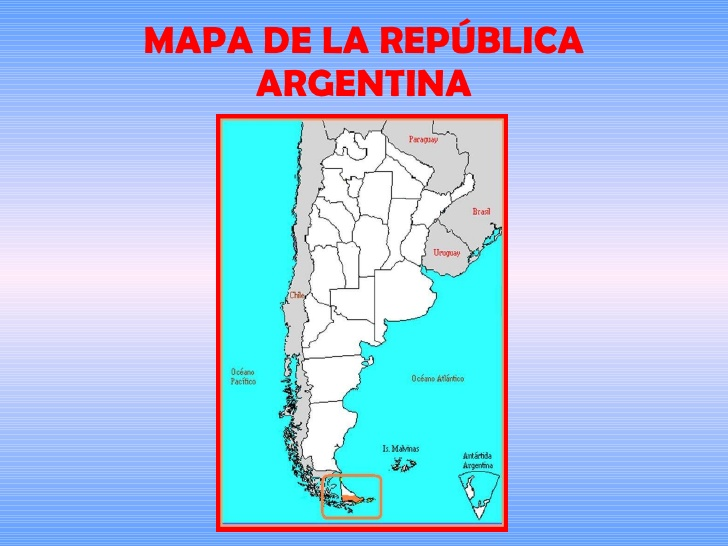 MAPA DE LA REPÚBLICA
ARGENTINA
Paraguay
Brasil
Uruguay
Chile
Océano
Pacífico
Océano Atlántico
Is. Malvinas
Antártida
Argentina